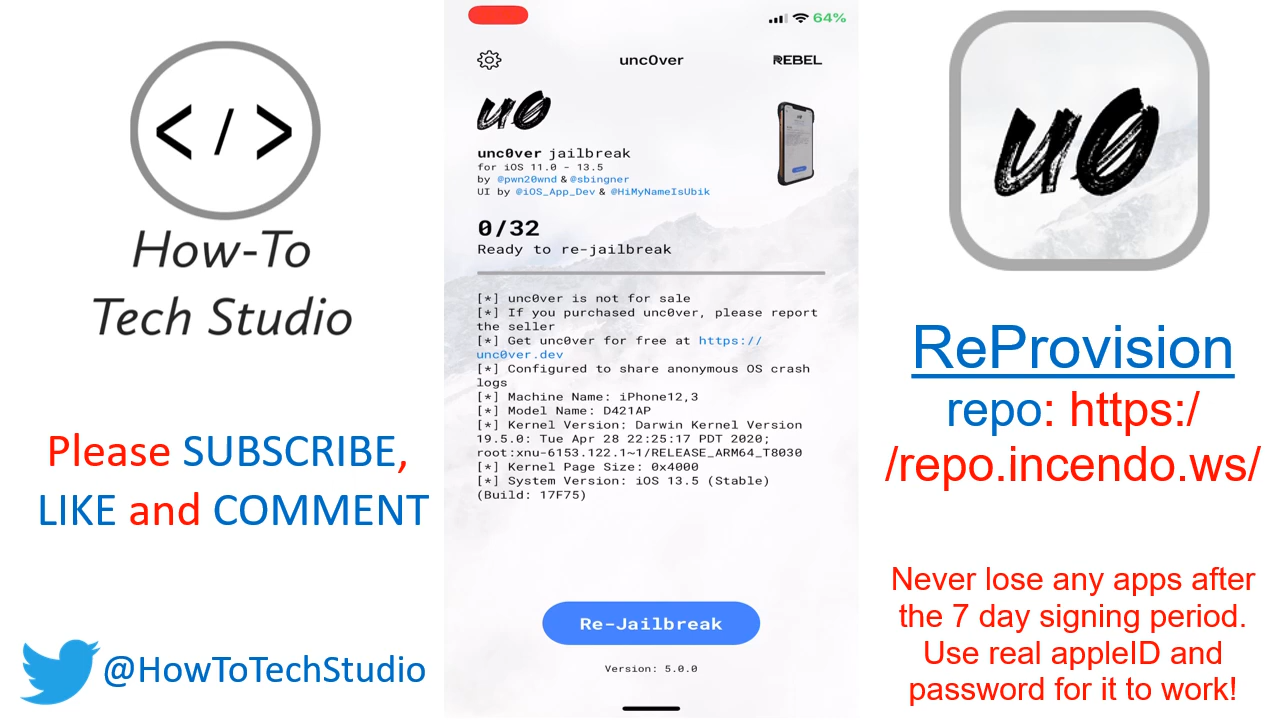 </>
How-To
Tech Studio
Please SUBSCRIBE,
LIKE and COMMENT
@HowToTechStudio
64%
unc0ver
REBEL
u0
unc0ver jailbreak
for iOS 11.0 - 13.5
by @pwn20wnd & @sbingner
UI by @iOS_App_Dev & @HiMyNameIsUbik
0/32
Ready to re-jailbreak
[*] unc0ver is not for sale
[*] If you purchased unc0ver, please report
the seller
[*] Get unc0ver for free at https://
unc0ver.dev
[*] Configured to share anonymous OS crash
logs
[*] Machine Name: iPhone12,3
[*] Model Name: D421AP
[*] Kernel Version: Darwin Kernel Version
19.5.0: Tue Apr 28 22:25:17 PDT 2020;
root:xnu-6153.122.1~1/RELEASE_ARM64_T8030
[*] Kernel Page Size: 0x4000
[*] System Version: iOS 13.5 (Stable)
(Build: 17F75)
Re-Jailbreak
Version: 5.0.0
u0
ReProvision
repo: https:/
/repo.incendo.ws/
Never lose any apps after
the 7 day signing period.
Use real appleID and
password for it to work!